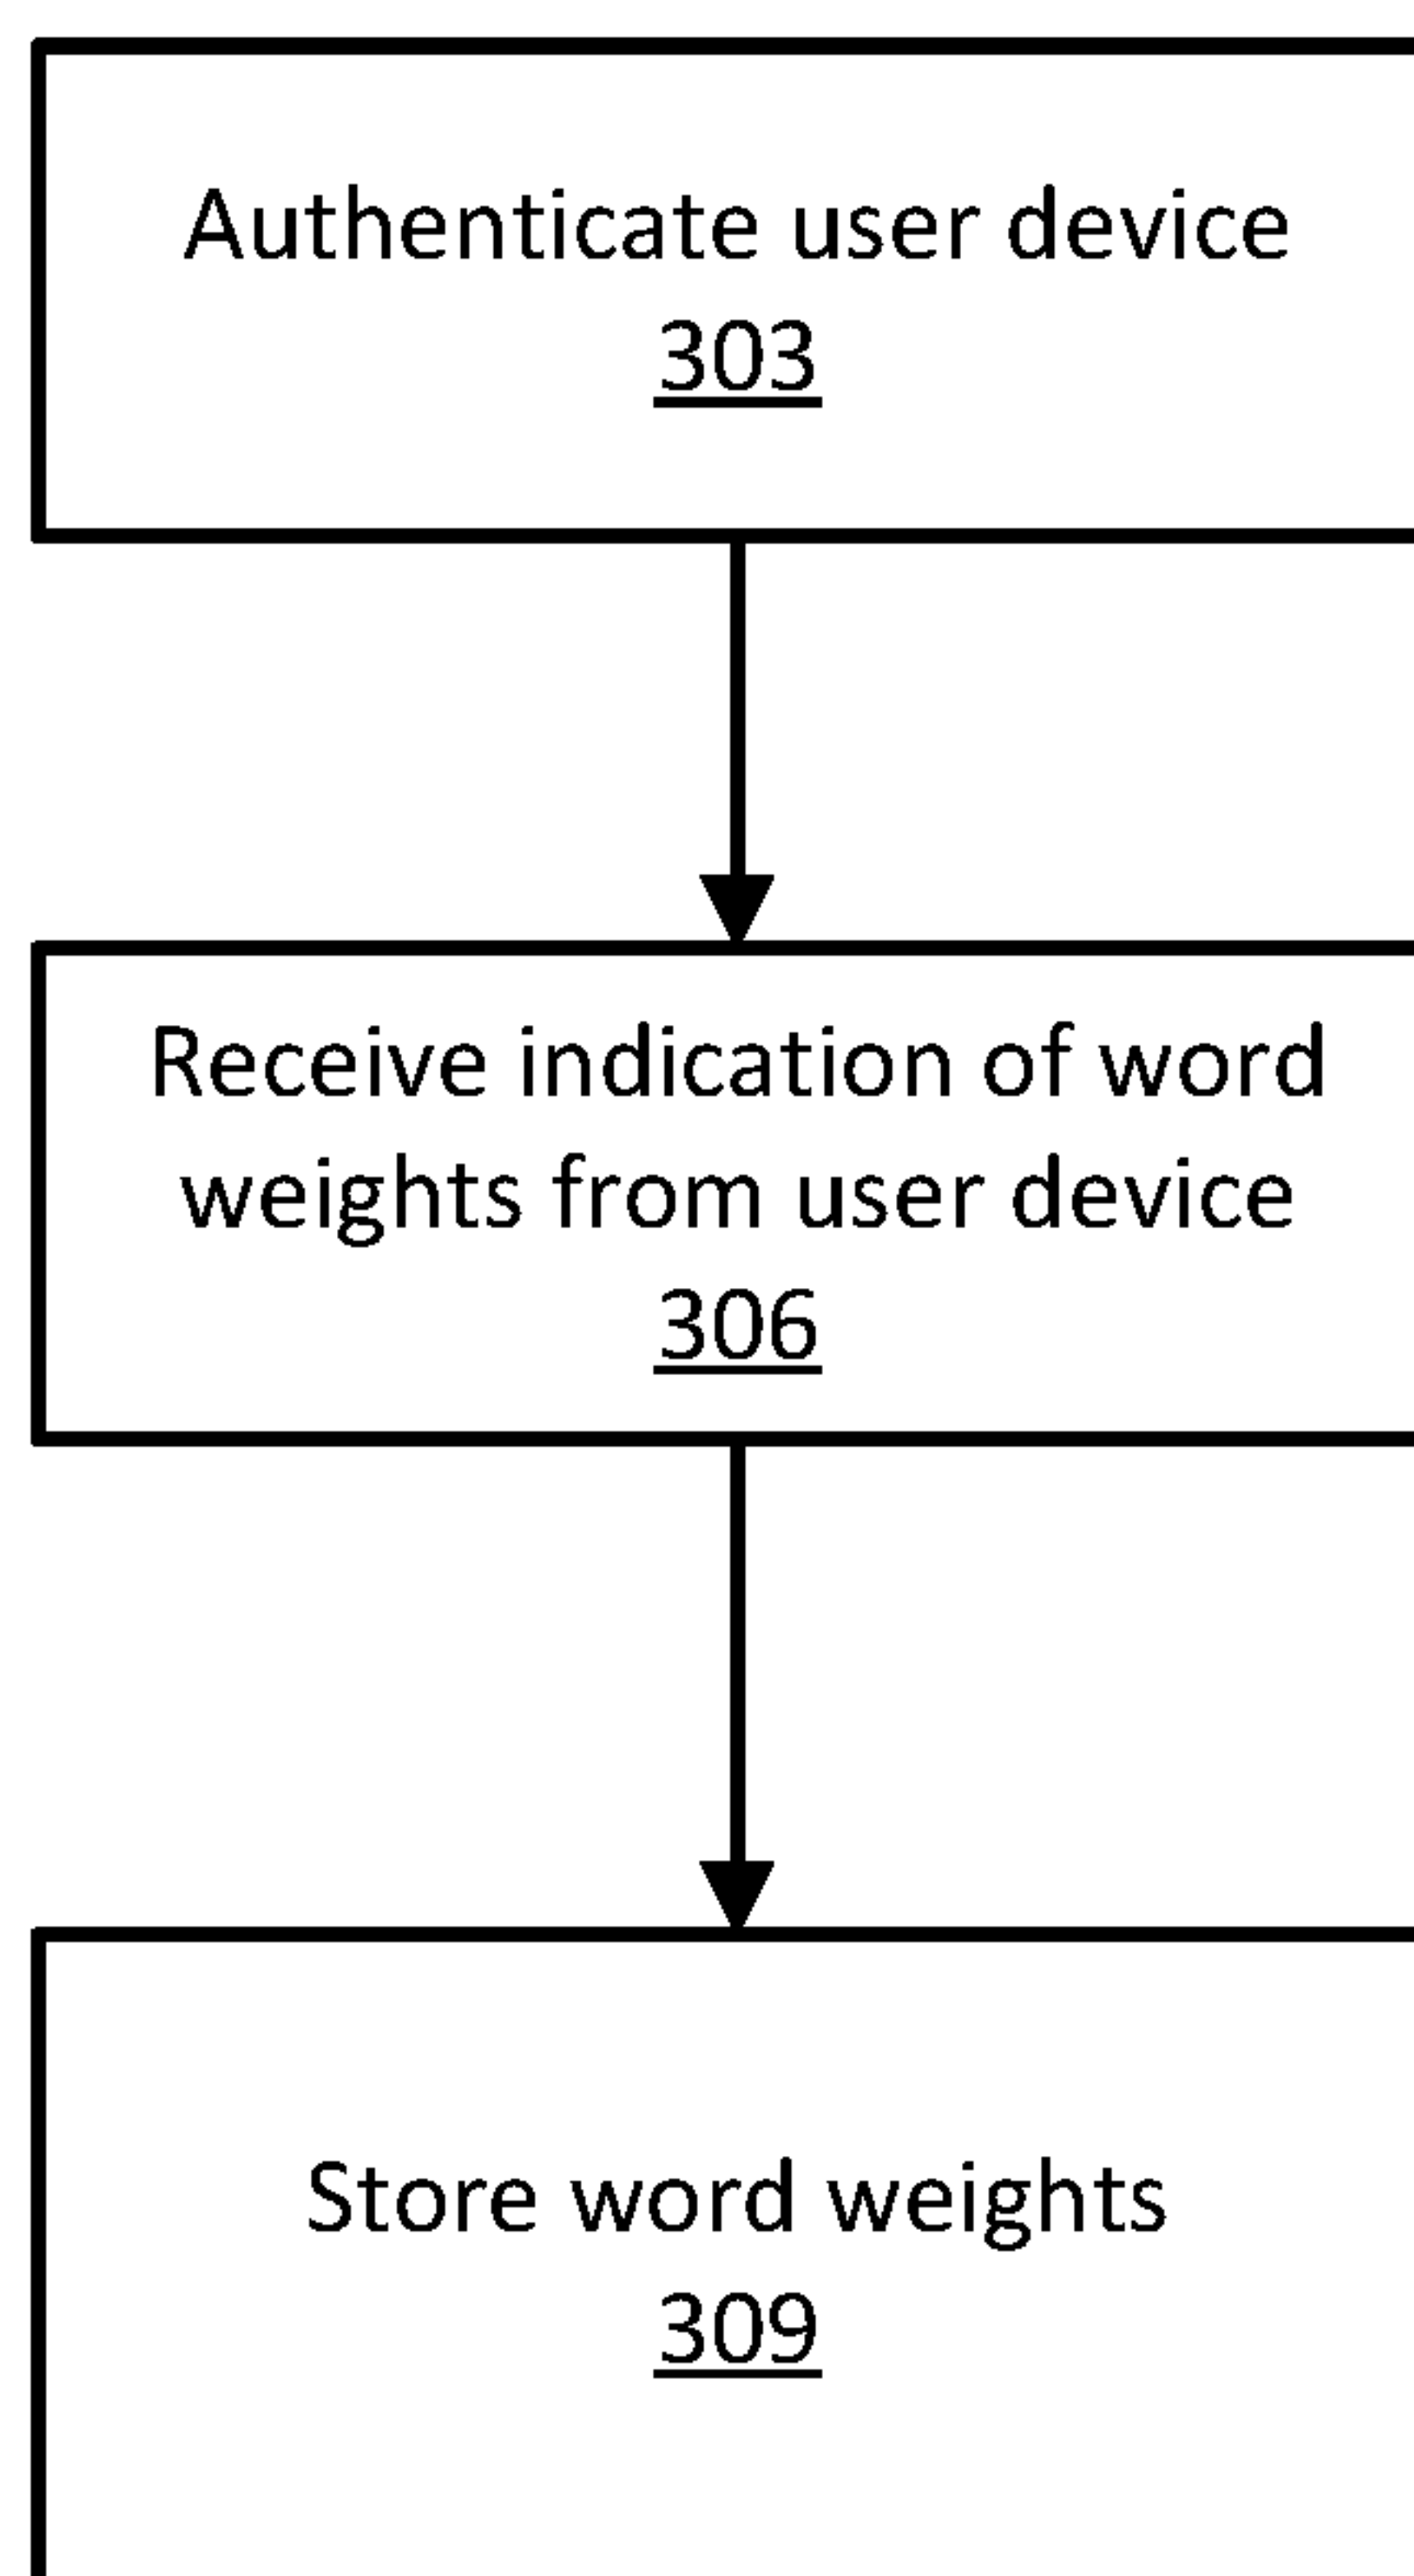 Authenticate user device
303
Receive indication of word
weights from user device
306
Store word weights
309